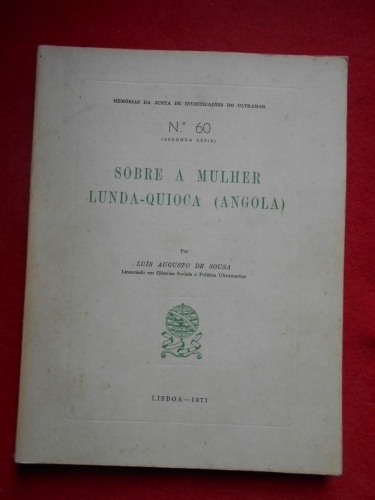 MEMÓRIAS DA JUNTA DE INVESTIGAÇÕES DO ULTRAMAR
N.º 60
(SEGUNDA SÉRIE)
SOBRE A MULHER
LUNDA-QUIOCA (ANGOLA)
Por
LUÍS AUGUSTO DE SOUSA
Licenciado em Ciências Sociais e Política Ultramarina
LISBOA—1971